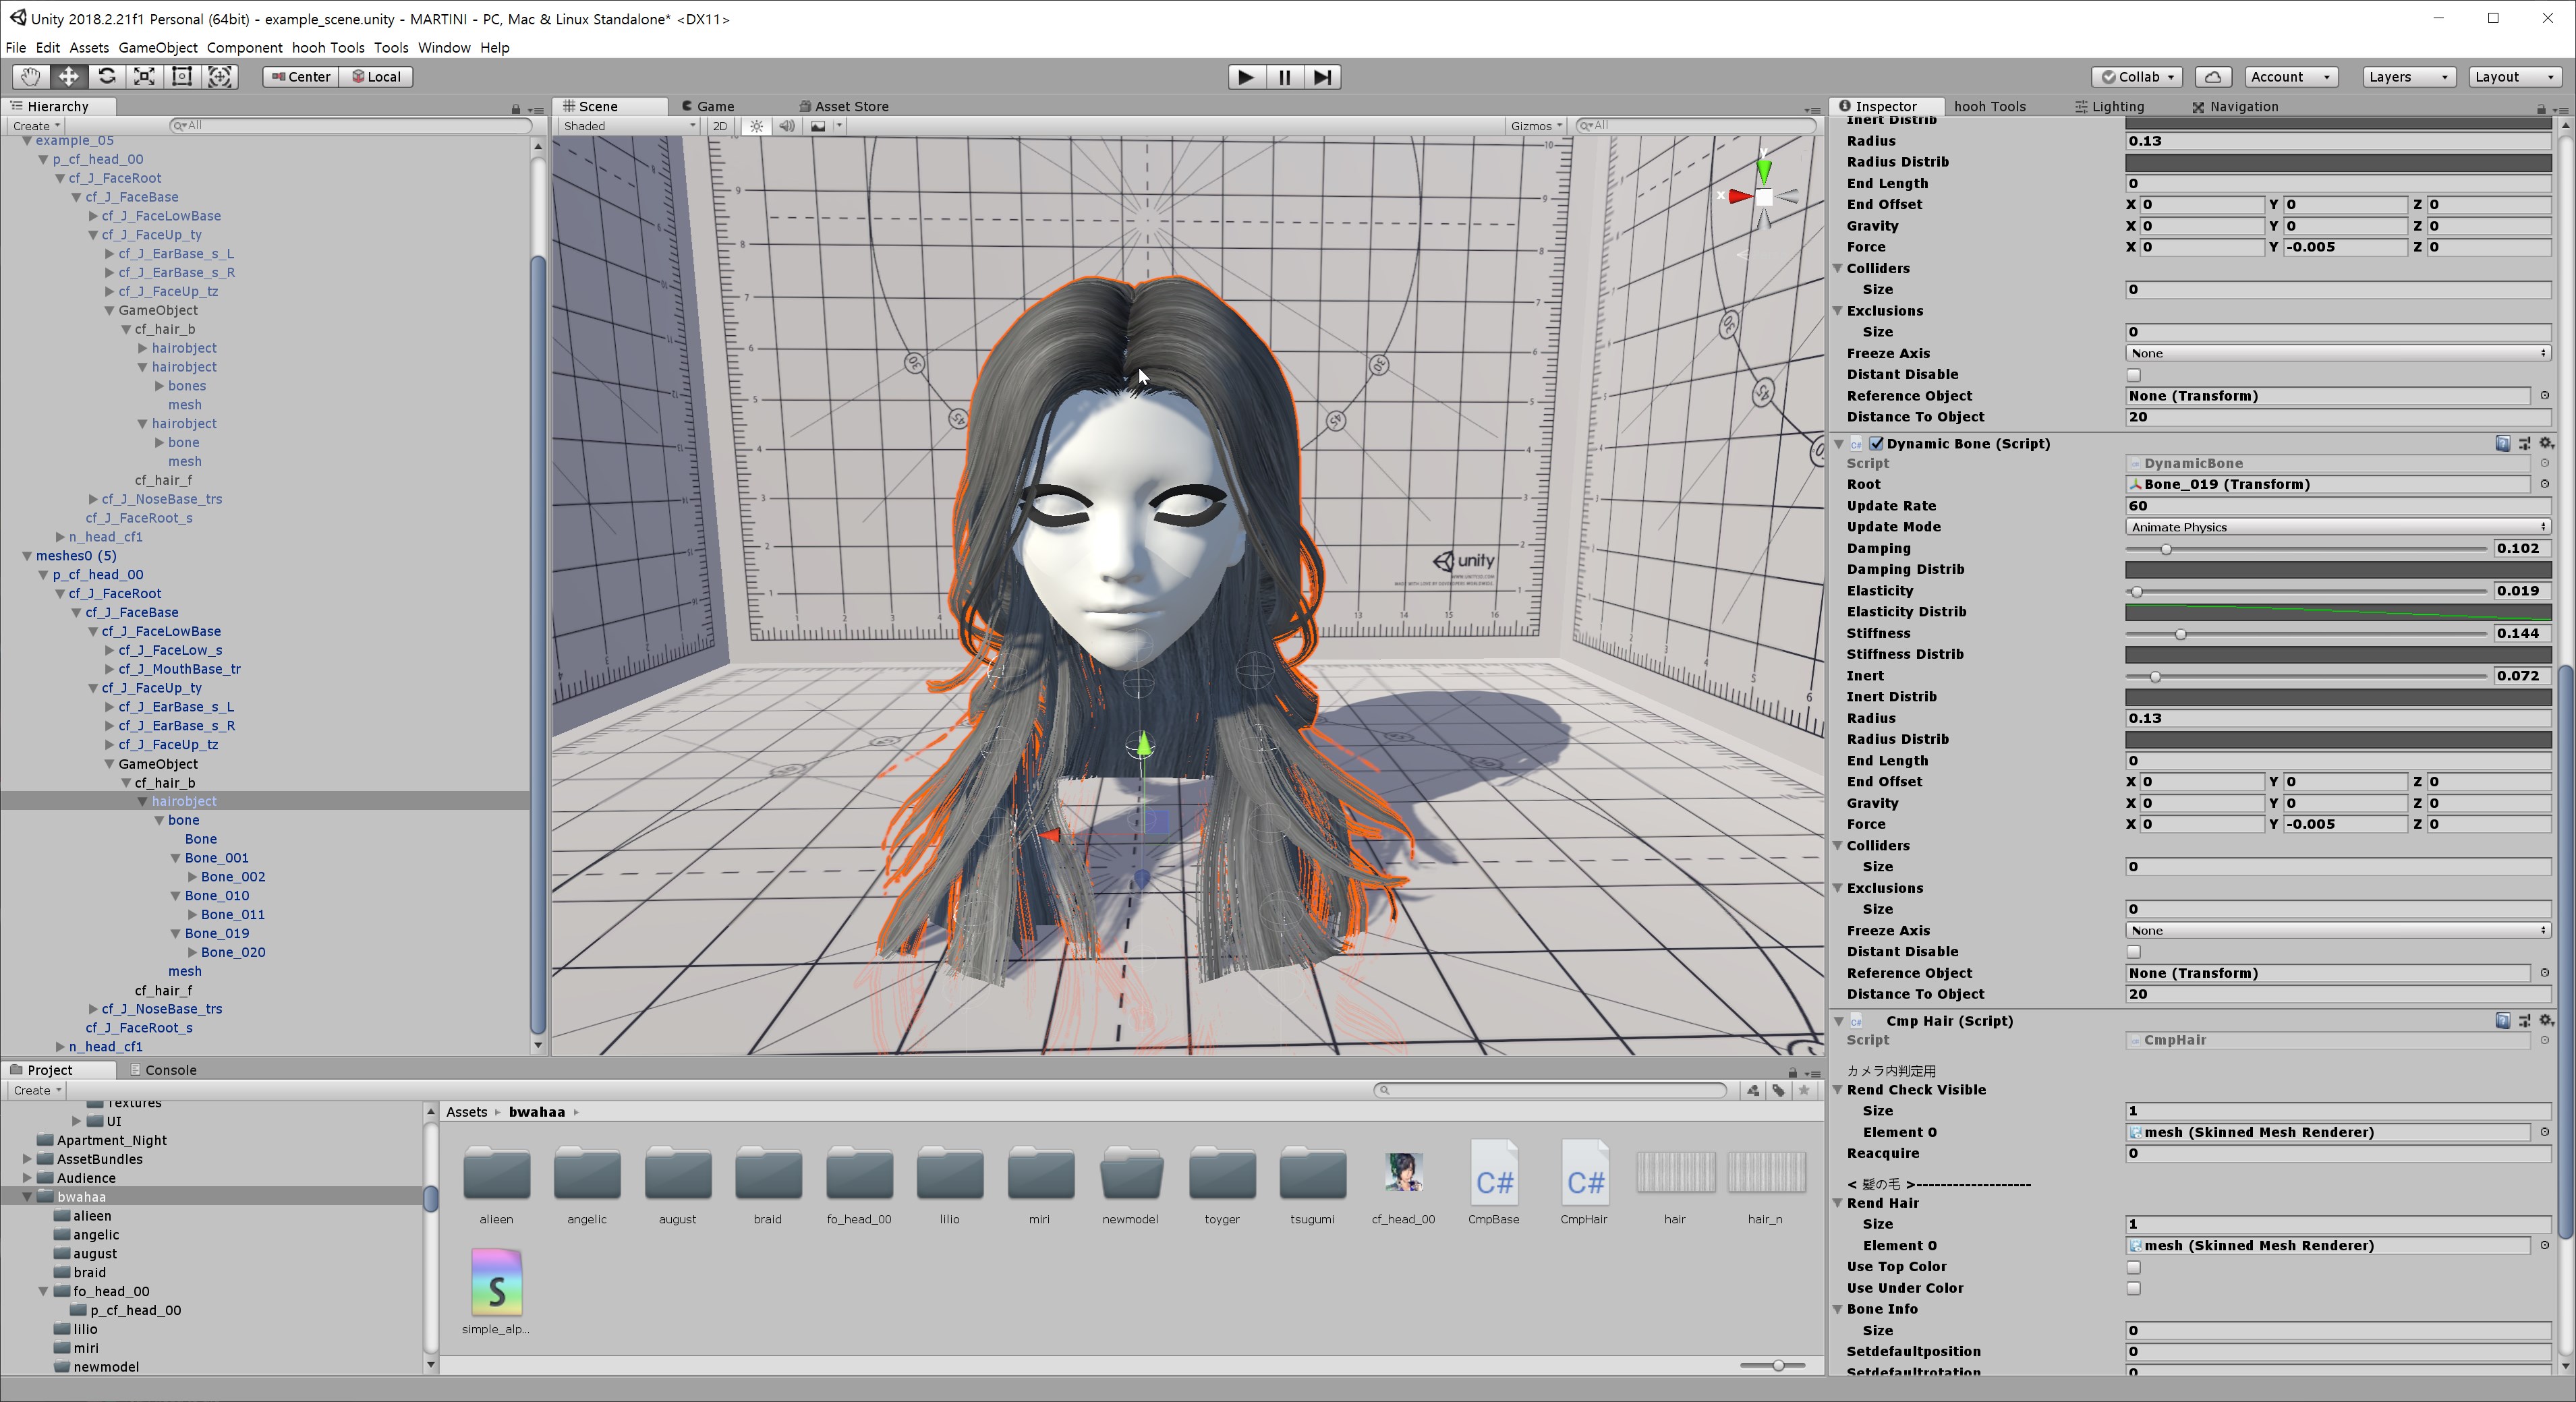 Unity 2018.2.21f1 Personal (64bit) - example_scene.unity - MARTINI - PC, Mac & Linux Standalone* <DX11>
File Edit Assets GameObject Component hooh Tools Tools Window Help
Center Local
Collab Account Layers Layout
Hierarchy
Create All
example_05
p_cf_head_00
cf_J_FaceRoot
cf_J_FaceBase
cf_J_FaceLowBase
cf_J_FaceUp_ty
cf_J_EarBase_s_L
cf_J_EarBase_s_R
cf_J_FaceUp_tz
GameObject
cf_hair_b
hairobject
hairobject
bones
mesh
hairobject
bone
mesh
cf_hair_f
cf_J_NoseBase_trs
cf_J_FaceRoot_s
n_head_cf1
meshes0 (5)
p_cf_head_00
cf_J_FaceRoot
cf_J_FaceBase
cf_J_FaceLowBase
cf_J_FaceLow_s
cf_J_MouthBase_tr
cf_J_FaceUp_ty
cf_J_EarBase_s_L
cf_J_EarBase_s_R
cf_J_FaceUp_tz
GameObject
cf_hair_b
hairobject
bone
Bone
Bone_001
Bone_002
Bone_010
Bone_011
Bone_019
Bone_020
mesh
cf_hair_f
cf_J_NoseBase_trs
cf_J_FaceRoot_s
n_head_cf1
Scene Game Asset Store
Shaded 2D Gizmos All
unity
Inspector hooh Tools Lighting Navigation
Inert Distrib
Radius 0.13
Radius Distrib
End Length 0
End Offset X 0 Y 0 Z 0
Gravity X 0 Y 0 Z 0
Force X 0 Y -0.005 Z 0
Colliders
Size 0
Exclusions
Size 0
Freeze Axis None
Distant Disable
Reference Object None (Transform)
Distance To Object 20
Dynamic Bone (Script)
Script DynamicBone
Root Bone_019 (Transform)
Update Rate 60
Update Mode Animate Physics
Damping 0.102
Damping Distrib
Elasticity 0.019
Elasticity Distrib
Stiffness 0.144
Stiffness Distrib
Inert 0.072
Inert Distrib
Radius 0.13
Radius Distrib
End Length 0
End Offset X 0 Y 0 Z 0
Gravity X 0 Y 0 Z 0
Force X 0 Y -0.005 Z 0
Colliders
Size 0
Exclusions
Size 0
Freeze Axis None
Distant Disable
Reference Object None (Transform)
Distance To Object 20
Cmp Hair (Script)
Script CmpHair
カメラ内判定用
Rend Check Visible
Size 1
Element 0 mesh (Skinned Mesh Renderer)
Reacquire 0
< 髪の毛 >-------------------
Rend Hair
Size 1
Element 0 mesh (Skinned Mesh Renderer)
Use Top Color
Use Under Color
Bone Info
Size 0
Setdefaultposition 0
Setdefaultrotation 0
Project Console
Create
Textures
UI
Apartment_Night
AssetBundles
Audience
bwahaa
alieen
angelic
august
braid
fo_head_00
p_cf_head_00
lilio
miri
newmodel
Assets bwahaa
alieen angelic august braid fo_head_00 lilio miri newmodel toyger tsugumi cf_head_00 CmpBase CmpHair hair hair_n
simple_alp...